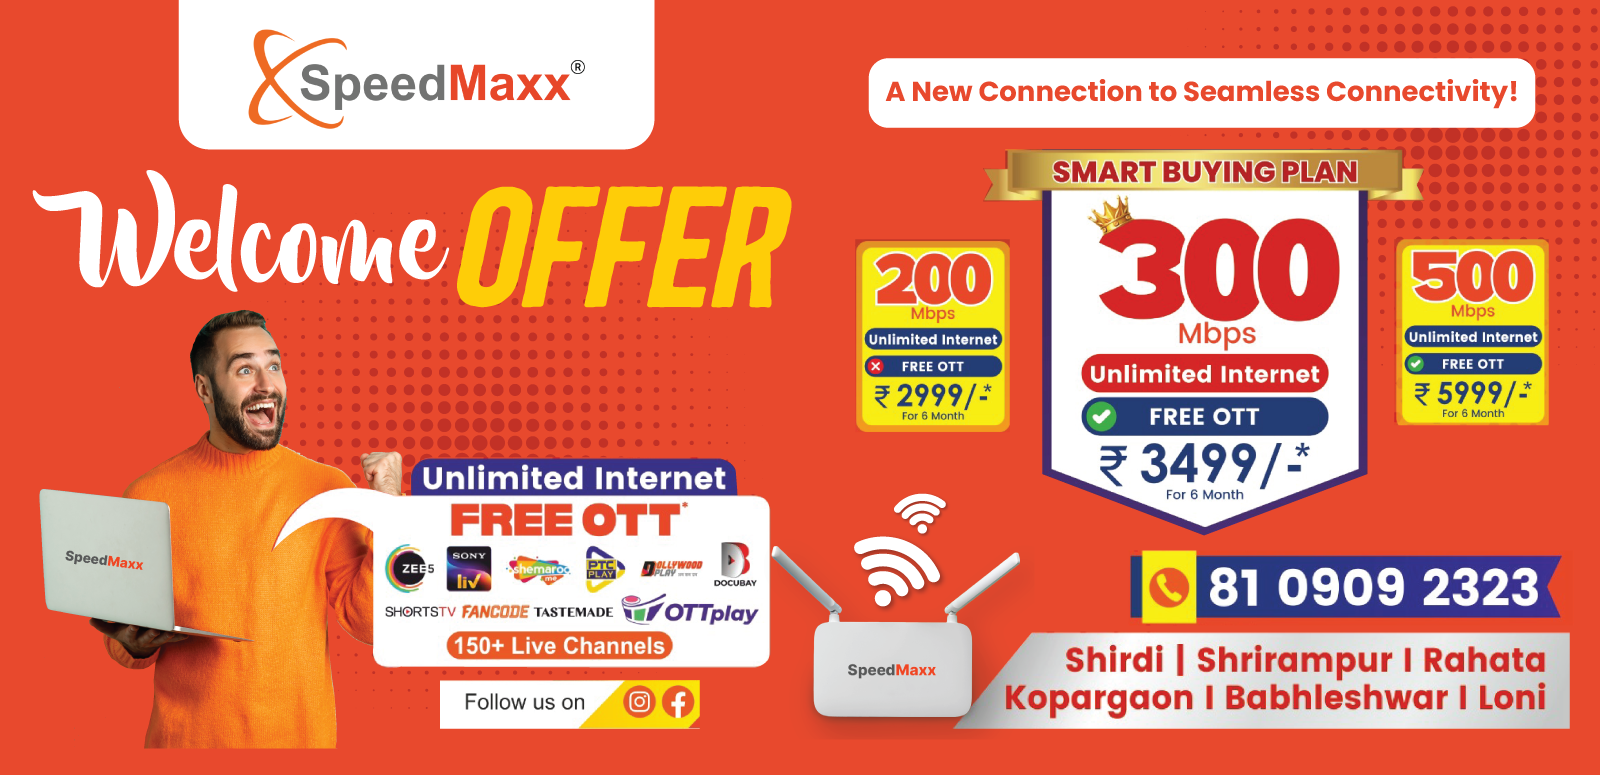 SpeedMaxx®
Welcome OFFER
SpeedMaxx
Unlimited Internet
FREE OTT*
ZEE5
SONY
liv
shemaroo
me
PTC
PLAY
DOLLYWOOD
PLAY
DOCUBAY
SHORTSTV FANCODE TASTEMADE OTTplay
150+ Live Channels
Follow us on
A New Connection to Seamless Connectivity!
SMART BUYING PLAN
200
Mbps
Unlimited Internet
FREE OTT
₹ 2999/-*
For 6 Month
300
Mbps
Unlimited Internet
FREE OTT
₹ 3499/-*
For 6 Month
500
Mbps
Unlimited Internet
FREE OTT
₹ 5999/-*
For 6 Month
SpeedMaxx
81 0909 2323
Shirdi | Shrirampur I Rahata
Kopargaon I Babhleshwar I Loni